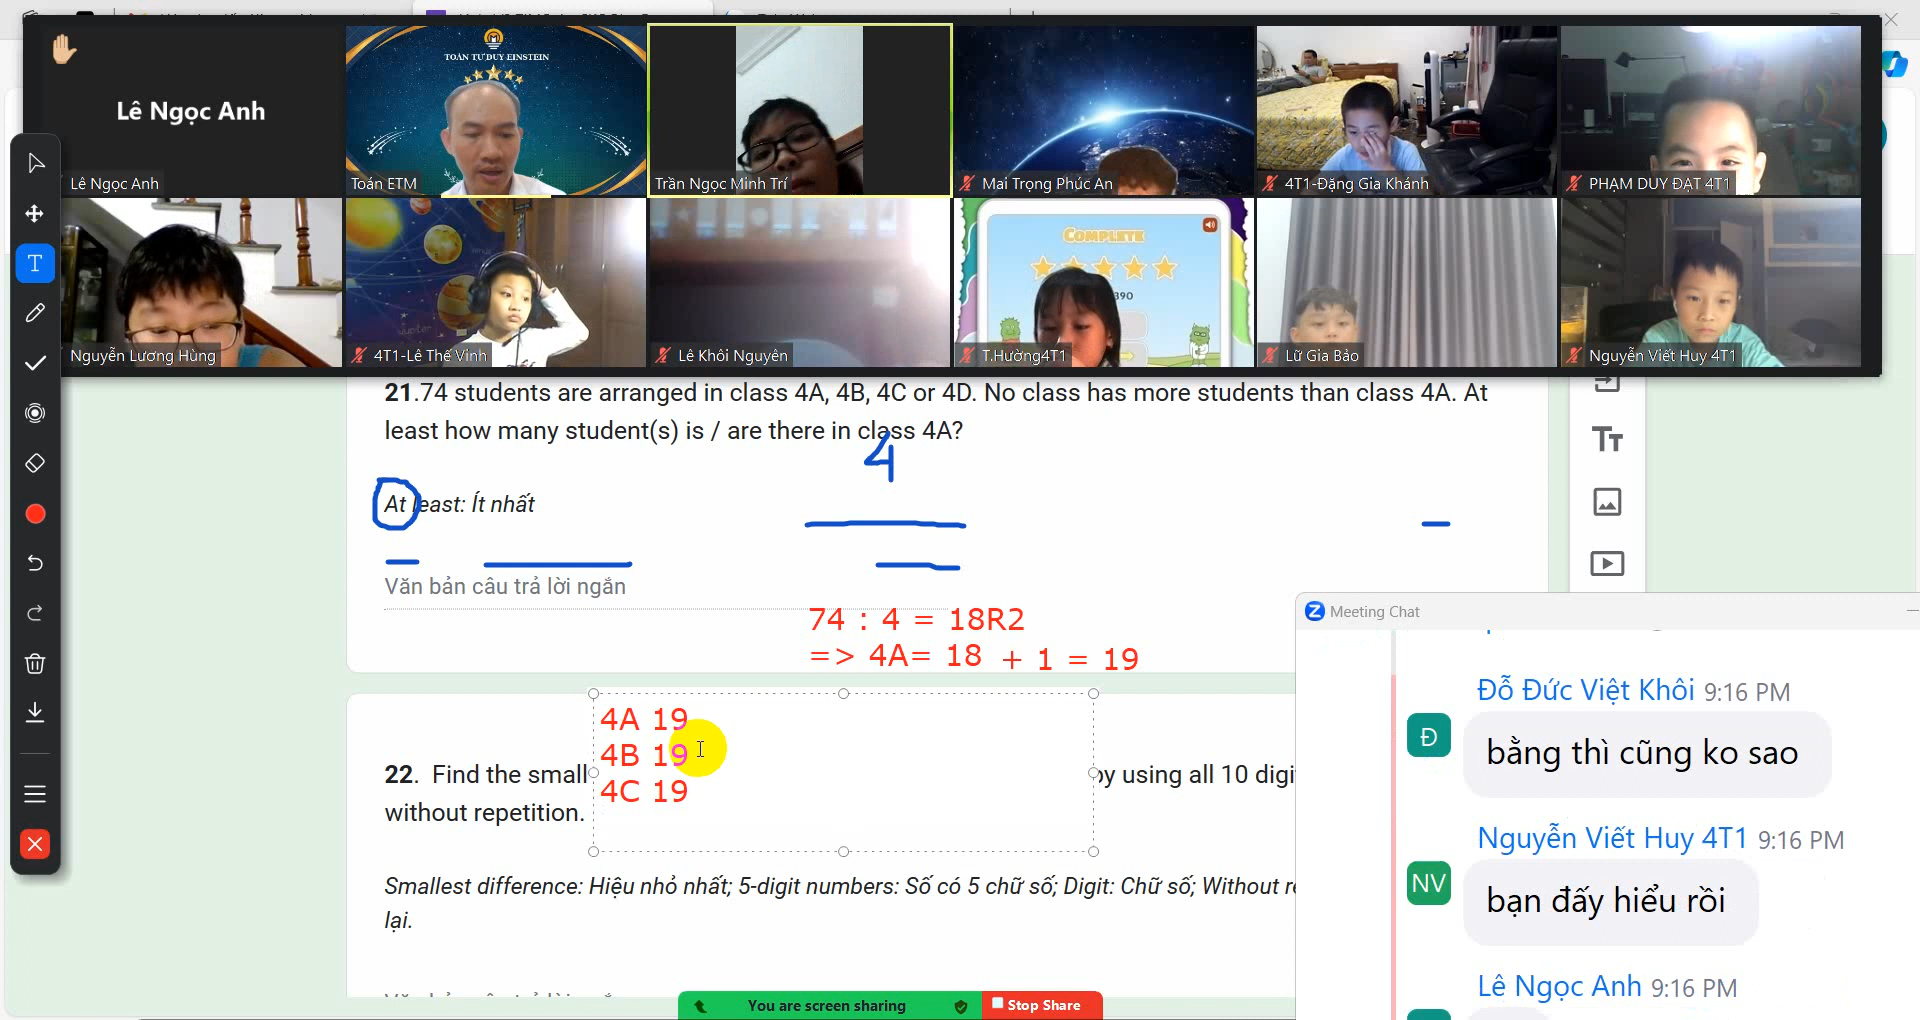 Lê Ngọc Anh
Lê Ngọc Anh
TOÁN TƯ DUY EINSTEIN
Toán ETM
Trần Ngọc Minh Trí
Mai Trọng Phúc An
4T1-Đặng Gia Khánh
PHẠM DUY ĐẠT 4T1
Nguyễn Lương Hùng
4T1-Lê Thế Vinh
Lê Khôi Nguyên
COMPLETE
390
T.Hường4T1
Lữ Gia Bảo
Nguyễn Viết Huy 4T1
21.74 students are arranged in class 4A, 4B, 4C or 4D. No class has more students than class 4A. At
least how many student(s) is / are there in class 4A?
4
At least: Ít nhất
Văn bản câu trả lời ngắn
74 : 4 = 18R2
=> 4A= 18 + 1 = 19
4A 19
4B 19
4C 19
22. Find the small
by using all 10 digi
without repetition.
Smallest difference: Hiệu nhỏ nhất; 5-digit numbers: Số có 5 chữ số; Digit: Chữ số; Without r
lại.
You are screen sharing
Stop Share
Meeting Chat
Đỗ Đức Việt Khôi 9:16 PM
Đ
bằng thì cũng ko sao
Nguyễn Viết Huy 4T1 9:16 PM
NV
bạn đấy hiểu rồi
Lê Ngọc Anh 9:16 PM